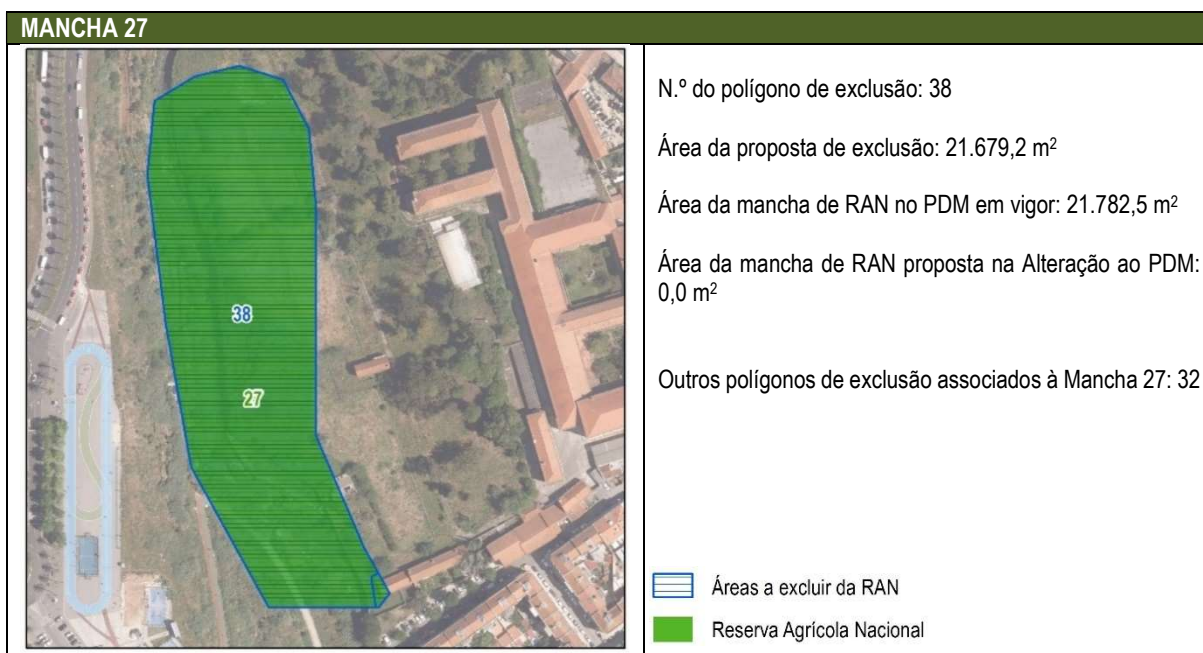 MANCHA 27
38
27
N.º do polígono de exclusão: 38
Área da proposta de exclusão: 21.679,2 m²
Área da mancha de RAN no PDM em vigor: 21.782,5 m²
Área da mancha de RAN proposta na Alteração ao PDM:
0,0 m²
Outros polígonos de exclusão associados à Mancha 27: 32
Áreas a excluir da RAN
Reserva Agrícola Nacional